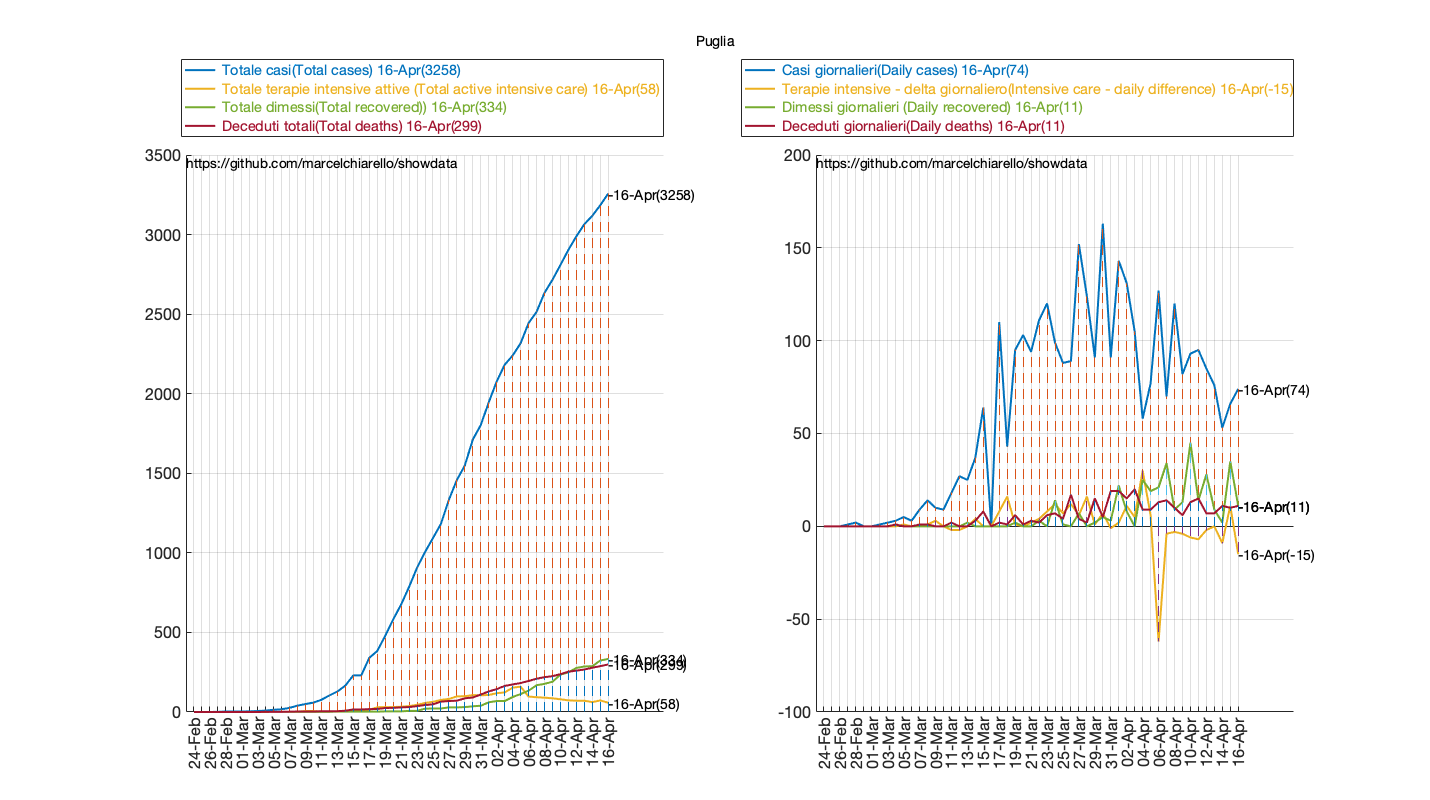 Puglia
Totale casi(Total cases) 16-Apr(3258)
Totale terapie intensive attive (Total active intensive care) 16-Apr(58)
Totale dimessi(Total recovered)) 16-Apr(334)
Deceduti totali(Total deaths) 16-Apr(299)
3500
https://github.com/marcelchiarello/showdata
16-Apr(3258)
3000
2500
2000
1500
1000
500
16-Apr(334)
16-Apr(299)
16-Apr(58)
0
24-Feb
26-Feb
28-Feb
01-Mar
03-Mar
05-Mar
07-Mar
09-Mar
11-Mar
13-Mar
15-Mar
17-Mar
19-Mar
21-Mar
23-Mar
25-Mar
27-Mar
29-Mar
31-Mar
02-Apr
04-Apr
06-Apr
08-Apr
10-Apr
12-Apr
14-Apr
16-Apr
Casi giornalieri(Daily cases) 16-Apr(74)
Terapie intensive - delta giornaliero(Intensive care - daily difference) 16-Apr(-15)
Dimessi giornalieri (Daily recovered) 16-Apr(11)
Deceduti giornalieri(Daily deaths) 16-Apr(11)
200
https://github.com/marcelchiarello/showdata
150
100
16-Apr(74)
50
16-Apr(11)
16-Apr(11)
0
16-Apr(-15)
-50
-100
24-Feb
26-Feb
28-Feb
01-Mar
03-Mar
05-Mar
07-Mar
09-Mar
11-Mar
13-Mar
15-Mar
17-Mar
19-Mar
21-Mar
23-Mar
25-Mar
27-Mar
29-Mar
31-Mar
02-Apr
04-Apr
06-Apr
08-Apr
10-Apr
12-Apr
14-Apr
16-Apr